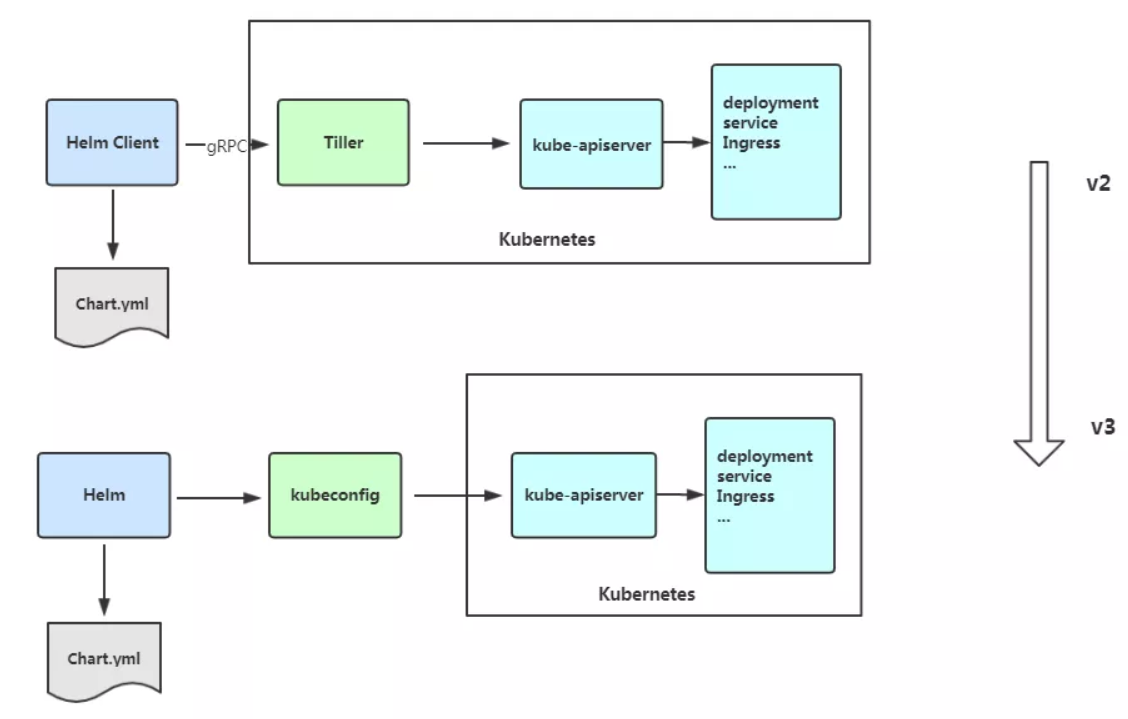 Helm Client
gRPC
Tiller
kube-apiserver
deployment
service
Ingress
...
Kubernetes
Chart.yml
v2
v3
Helm
kubeconfig
kube-apiserver
deployment
service
Ingress
...
Kubernetes
Chart.yml